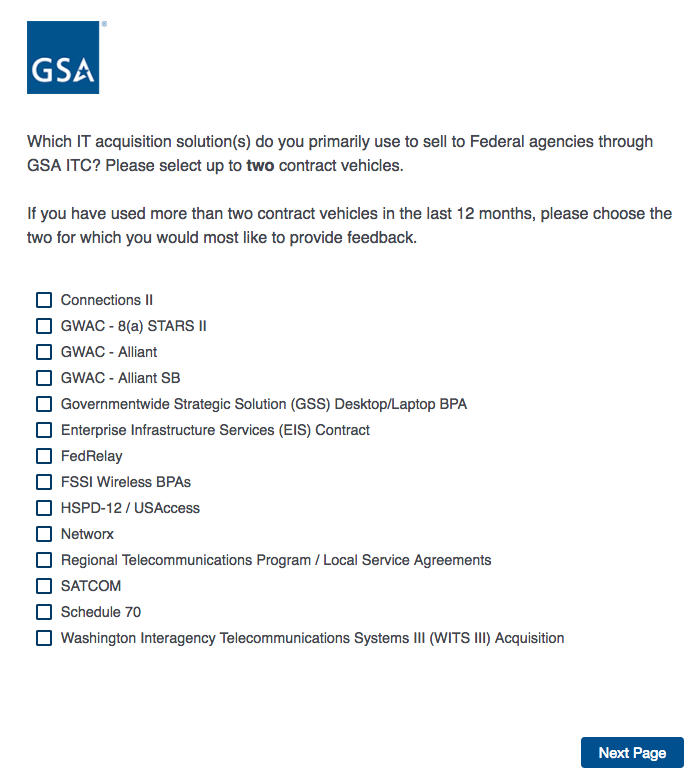 GSA
Which IT acquisition solution(s) do you primarily use to sell to Federal agencies through
GSA ITC? Please select up to two contract vehicles.
If you have used more than two contract vehicles in the last 12 months, please choose the
two for which you would most like to provide feedback.
Connections II
GWAC - 8(a) STARS II
GWAC - Alliant
GWAC - Alliant SB
Governmentwide Strategic Solution (GSS) Desktop/Laptop BPA
Enterprise Infrastructure Services (EIS) Contract
FedRelay
FSSI Wireless BPAs
HSPD-12 / USAccess
Networx
Regional Telecommunications Program / Local Service Agreements
SATCOM
Schedule 70
Washington Interagency Telecommunications Systems III (WITS III) Acquisition
Next Page